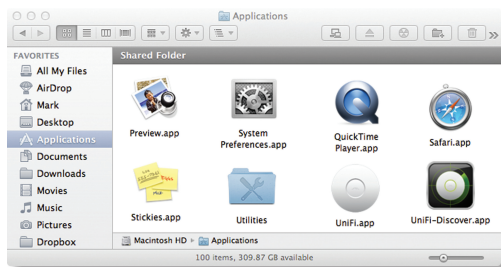 Applications
FAVORITES
All My Files
AirDrop
Mark
Desktop
Applications
Documents
Downloads
Movies
Music
Pictures
Dropbox
Shared Folder
Preview.app
System
Preferences.app
QuickTime
Player.app
Safari.app
Stickies.app
Utilities
UniFi.app
UniFi-Discover.app
Macintosh HD ▸ Applications
100 items, 309.87 GB available